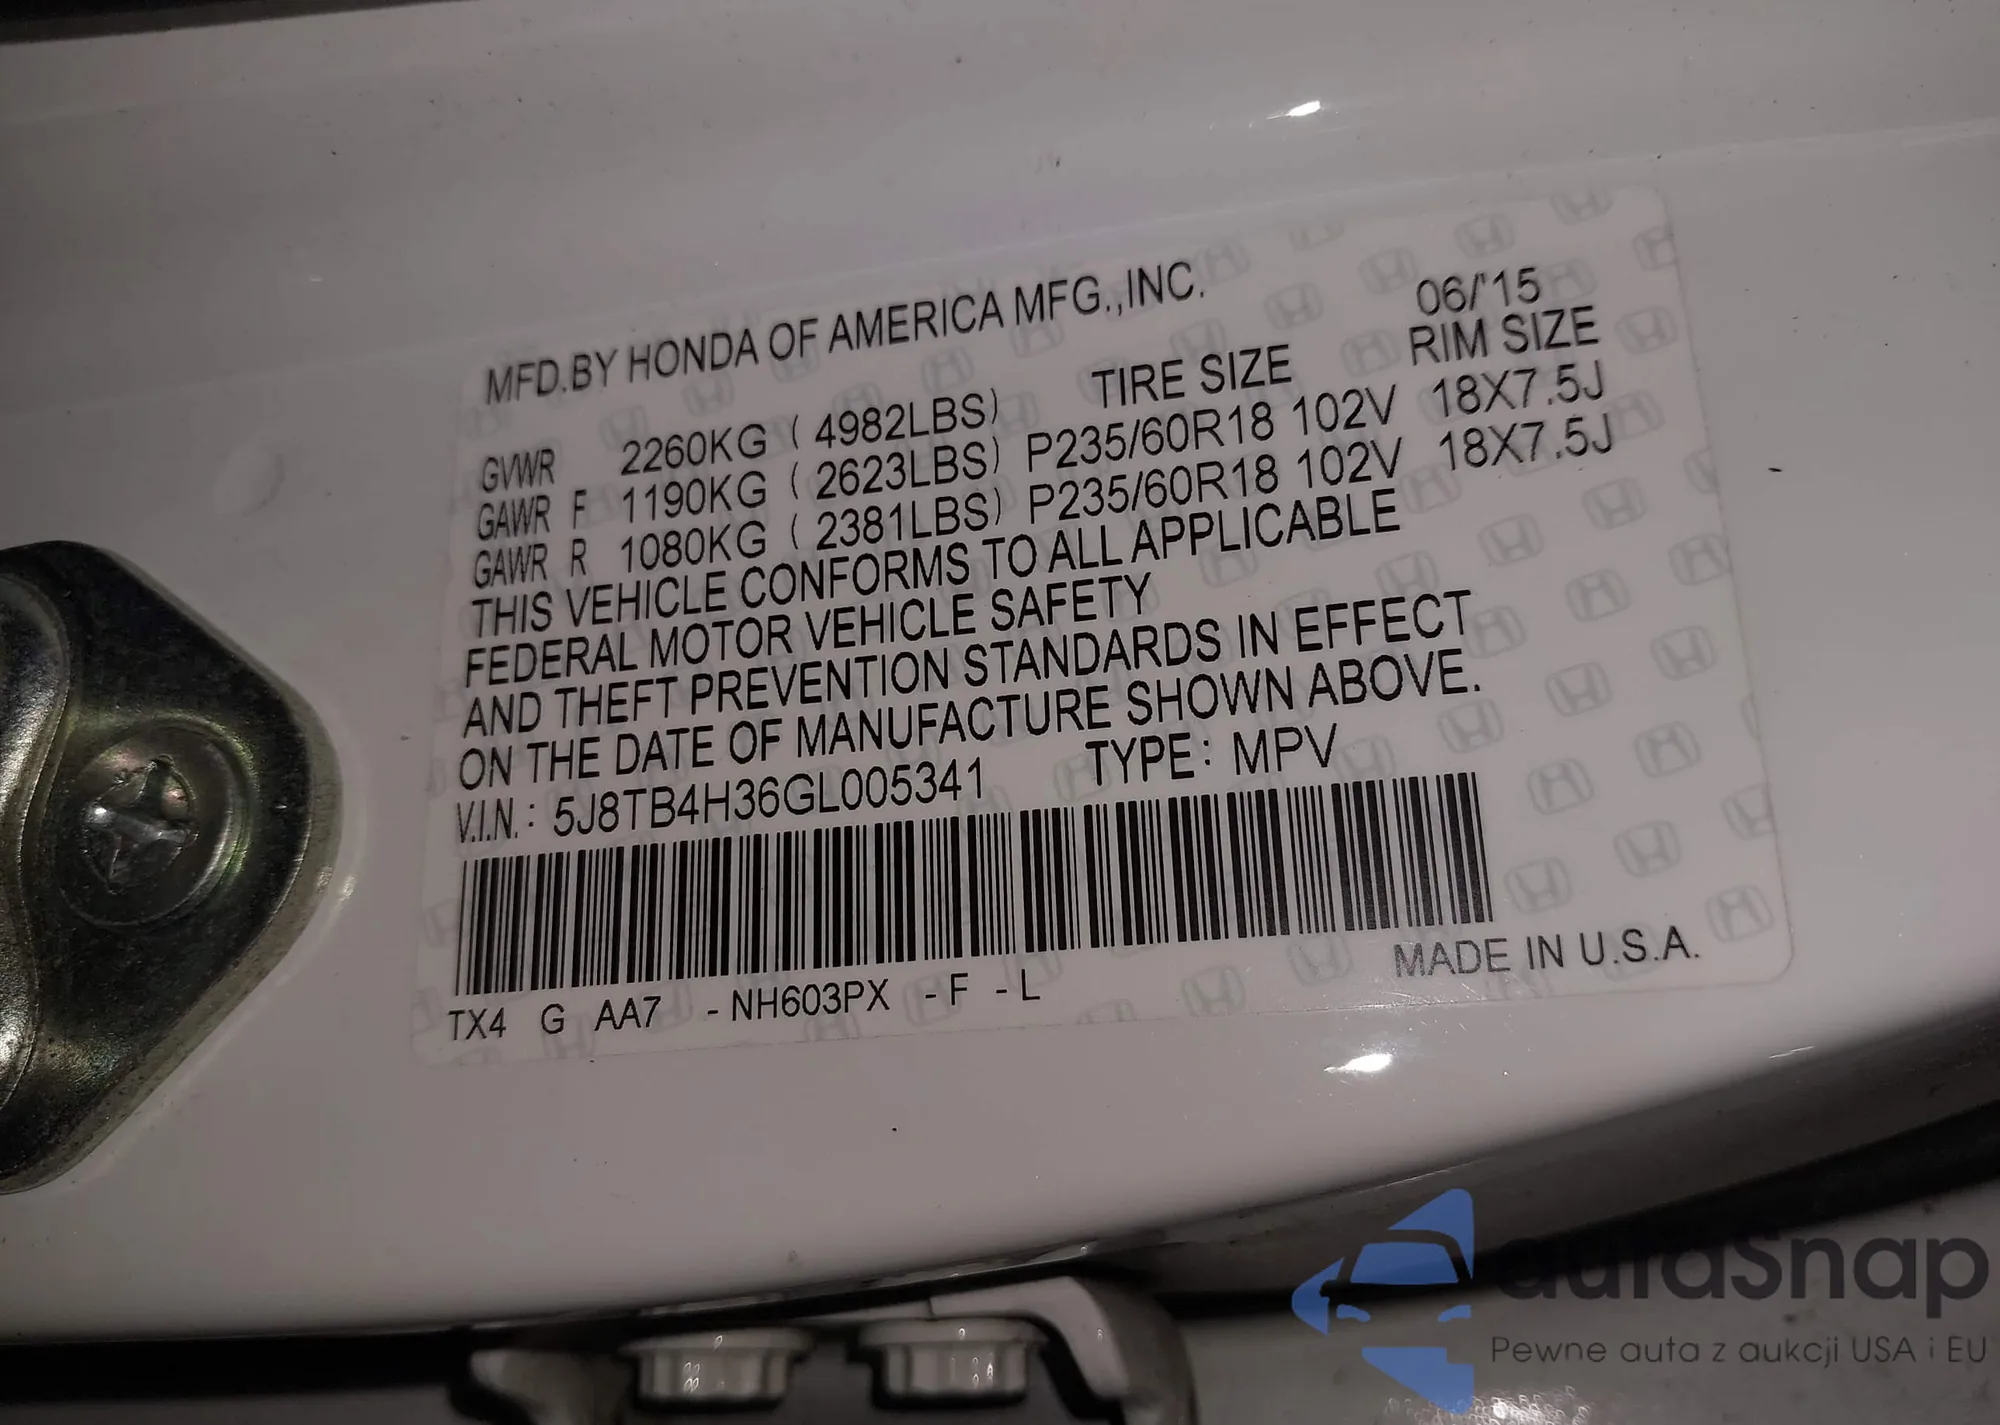 MFD.BY HONDA OF AMERICA MFG.,INC. 06/'15
TIRE SIZE RIM SIZE
GVWR 2260KG ( 4982LBS)
GAWR F 1190KG ( 2623LBS) P235/60R18 102V 18X7.5J
GAWR R 1080KG ( 2381LBS) P235/60R18 102V 18X7.5J
THIS VEHICLE CONFORMS TO ALL APPLICABLE
FEDERAL MOTOR VEHICLE SAFETY
AND THEFT PREVENTION STANDARDS IN EFFECT
ON THE DATE OF MANUFACTURE SHOWN ABOVE.
V.I.N.: 5J8TB4H36GL005341 TYPE: MPV
MADE IN U.S.A.
TX4 G AA7 -NH603PX -F -L
autaSnap
Pewne auta z aukcji USA i EU